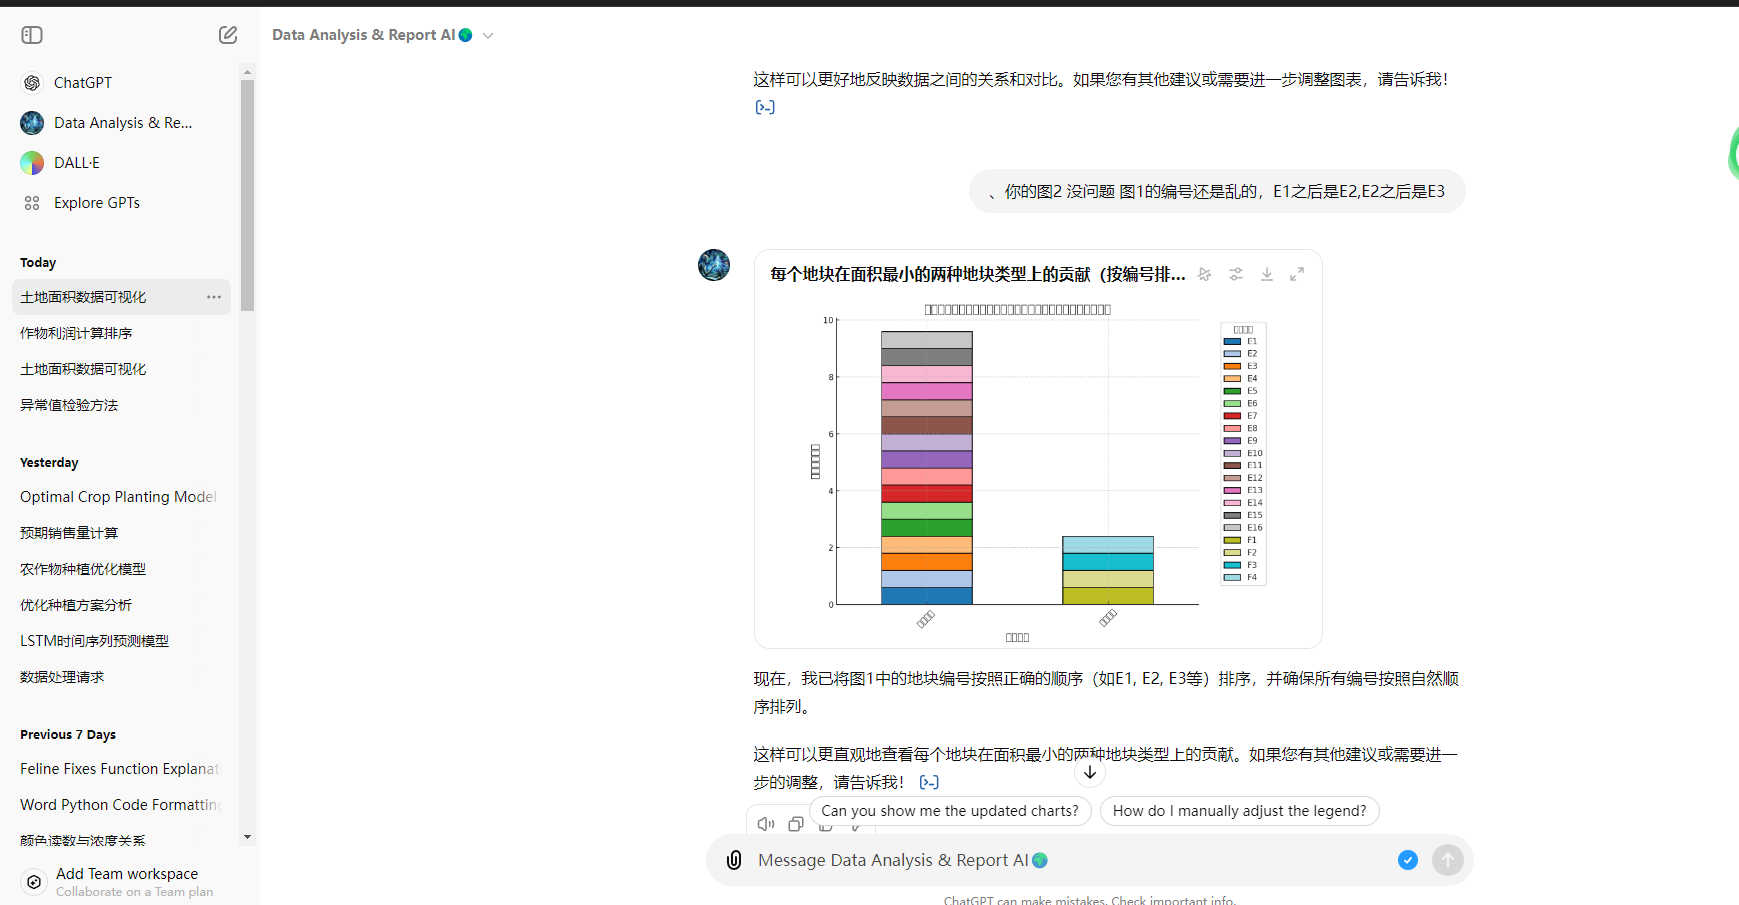 Data Analysis & Report AI
ChatGPT
Data Analysis & Re...
DALL·E
Explore GPTs
Today
土地面积数据可视化
作物利润计算排序
土地面积数据可视化
异常值检验方法
Yesterday
Optimal Crop Planting Model
预期销售量计算
农作物种植优化模型
优化种植方案分析
LSTM时间序列预测模型
数据处理请求
Previous 7 Days
Feline Fixes Function Explanati
Word Python Code Formatting
颜色读数与浓度关系
Add Team workspace
Collaborate on a Team plan
这样可以更好地反映数据之间的关系和对比。如果您有其他建议或需要进一步调整图表，请告诉我！
[>-]
、你的图2 没问题 图1的编号还是乱的，E1之后是E2,E2之后是E3
每个地块在面积最小的两种地块类型上的贡献（按编号排...
10
8
6
4
2
0
E1
E2
E3
E4
E5
E6
E7
E8
E9
E10
E11
E12
E13
E14
E15
E16
F1
F2
F3
F4
现在，我已将图1中的地块编号按照正确的顺序（如E1, E2, E3等）排序，并确保所有编号按照自然顺
序排列。
这样可以更直观地查看每个地块在面积最小的两种地块类型上的贡献。如果您有其他建议或需要进一
步的调整，请告诉我！ [>-]
Can you show me the updated charts?
How do I manually adjust the legend?
Message Data Analysis & Report AI
ChatGPT can make mistakes. Check important info.